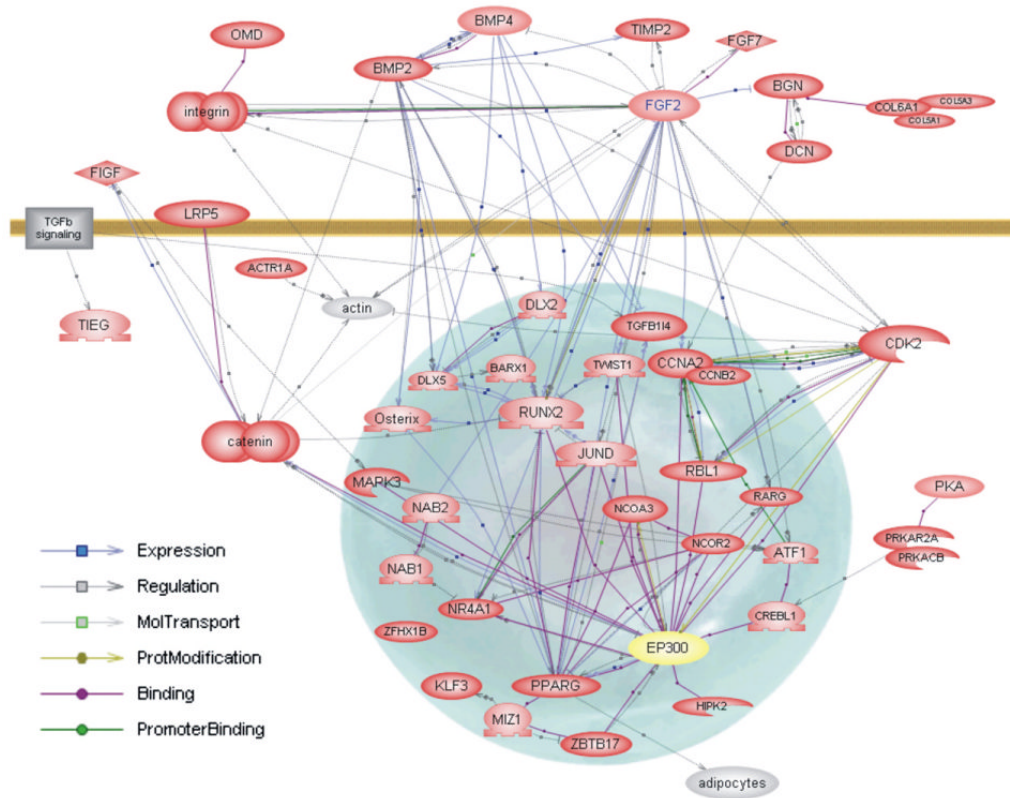 BMP4
OMD
TIMP2
FGF7
BMP2
BGN
FGF2
COL6A1
COL5A3
COL5A1
integrin
DCN
FIGF
LRP5
TGFb
signaling
ACTR1A
actin
DLX2
TIEG
TGFB1I4
CDK2
BARX1
TWIST1
CCNA2
CCNB2
DLX5
Osterix
RUNX2
catenin
JUND
RBL1
MAPK3
RARG
PKA
NAB2
NCOA3
PRKAR2A
NCOR2
ATF1
PRKACB
NAB1
NR4A1
CREBL1
ZFHX1B
EP300
KLF3
PPARG
HIPK2
MIZ1
ZBTB17
adipocytes
Expression
Regulation
MolTransport
ProtModification
Binding
PromoterBinding